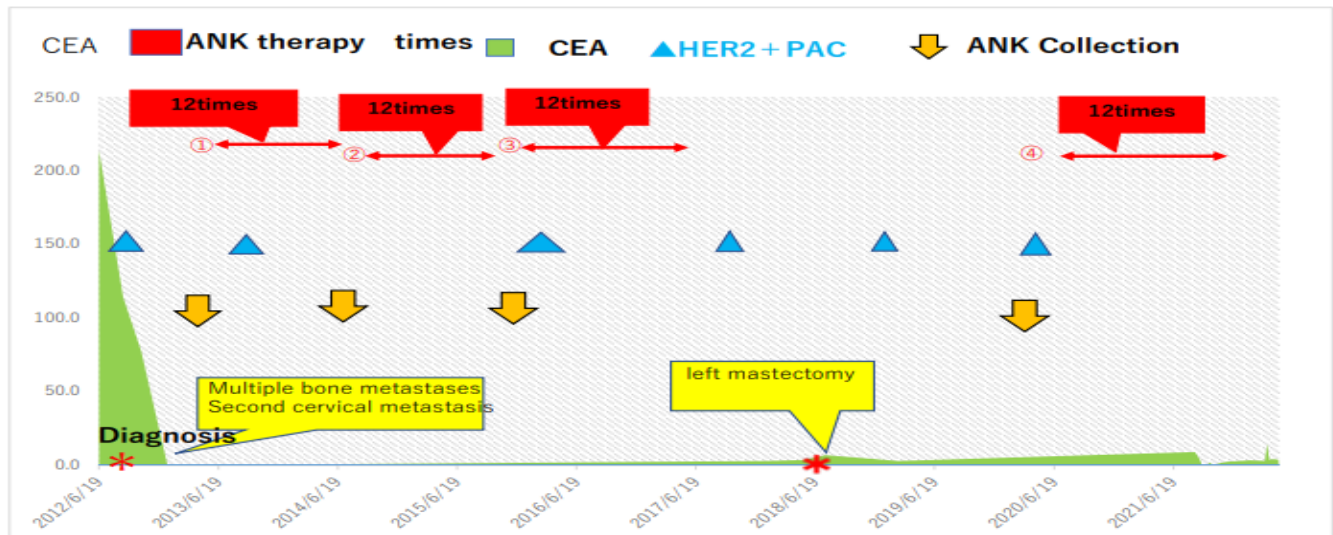 CEA ANK therapy times CEA ▲HER2+PAC ANK Collection
250.0
12times
12times
12times
12times
①
②
③
④
200.0
150.0
100.0
50.0
Multiple bone metastases
Second cervical metastasis
left mastectomy
Diagnosis
*
*
0.0
2012/6/19
2013/6/19
2014/6/19
2015/6/19
2016/6/19
2017/6/19
2018/6/19
2019/6/19
2020/6/19
2021/6/19